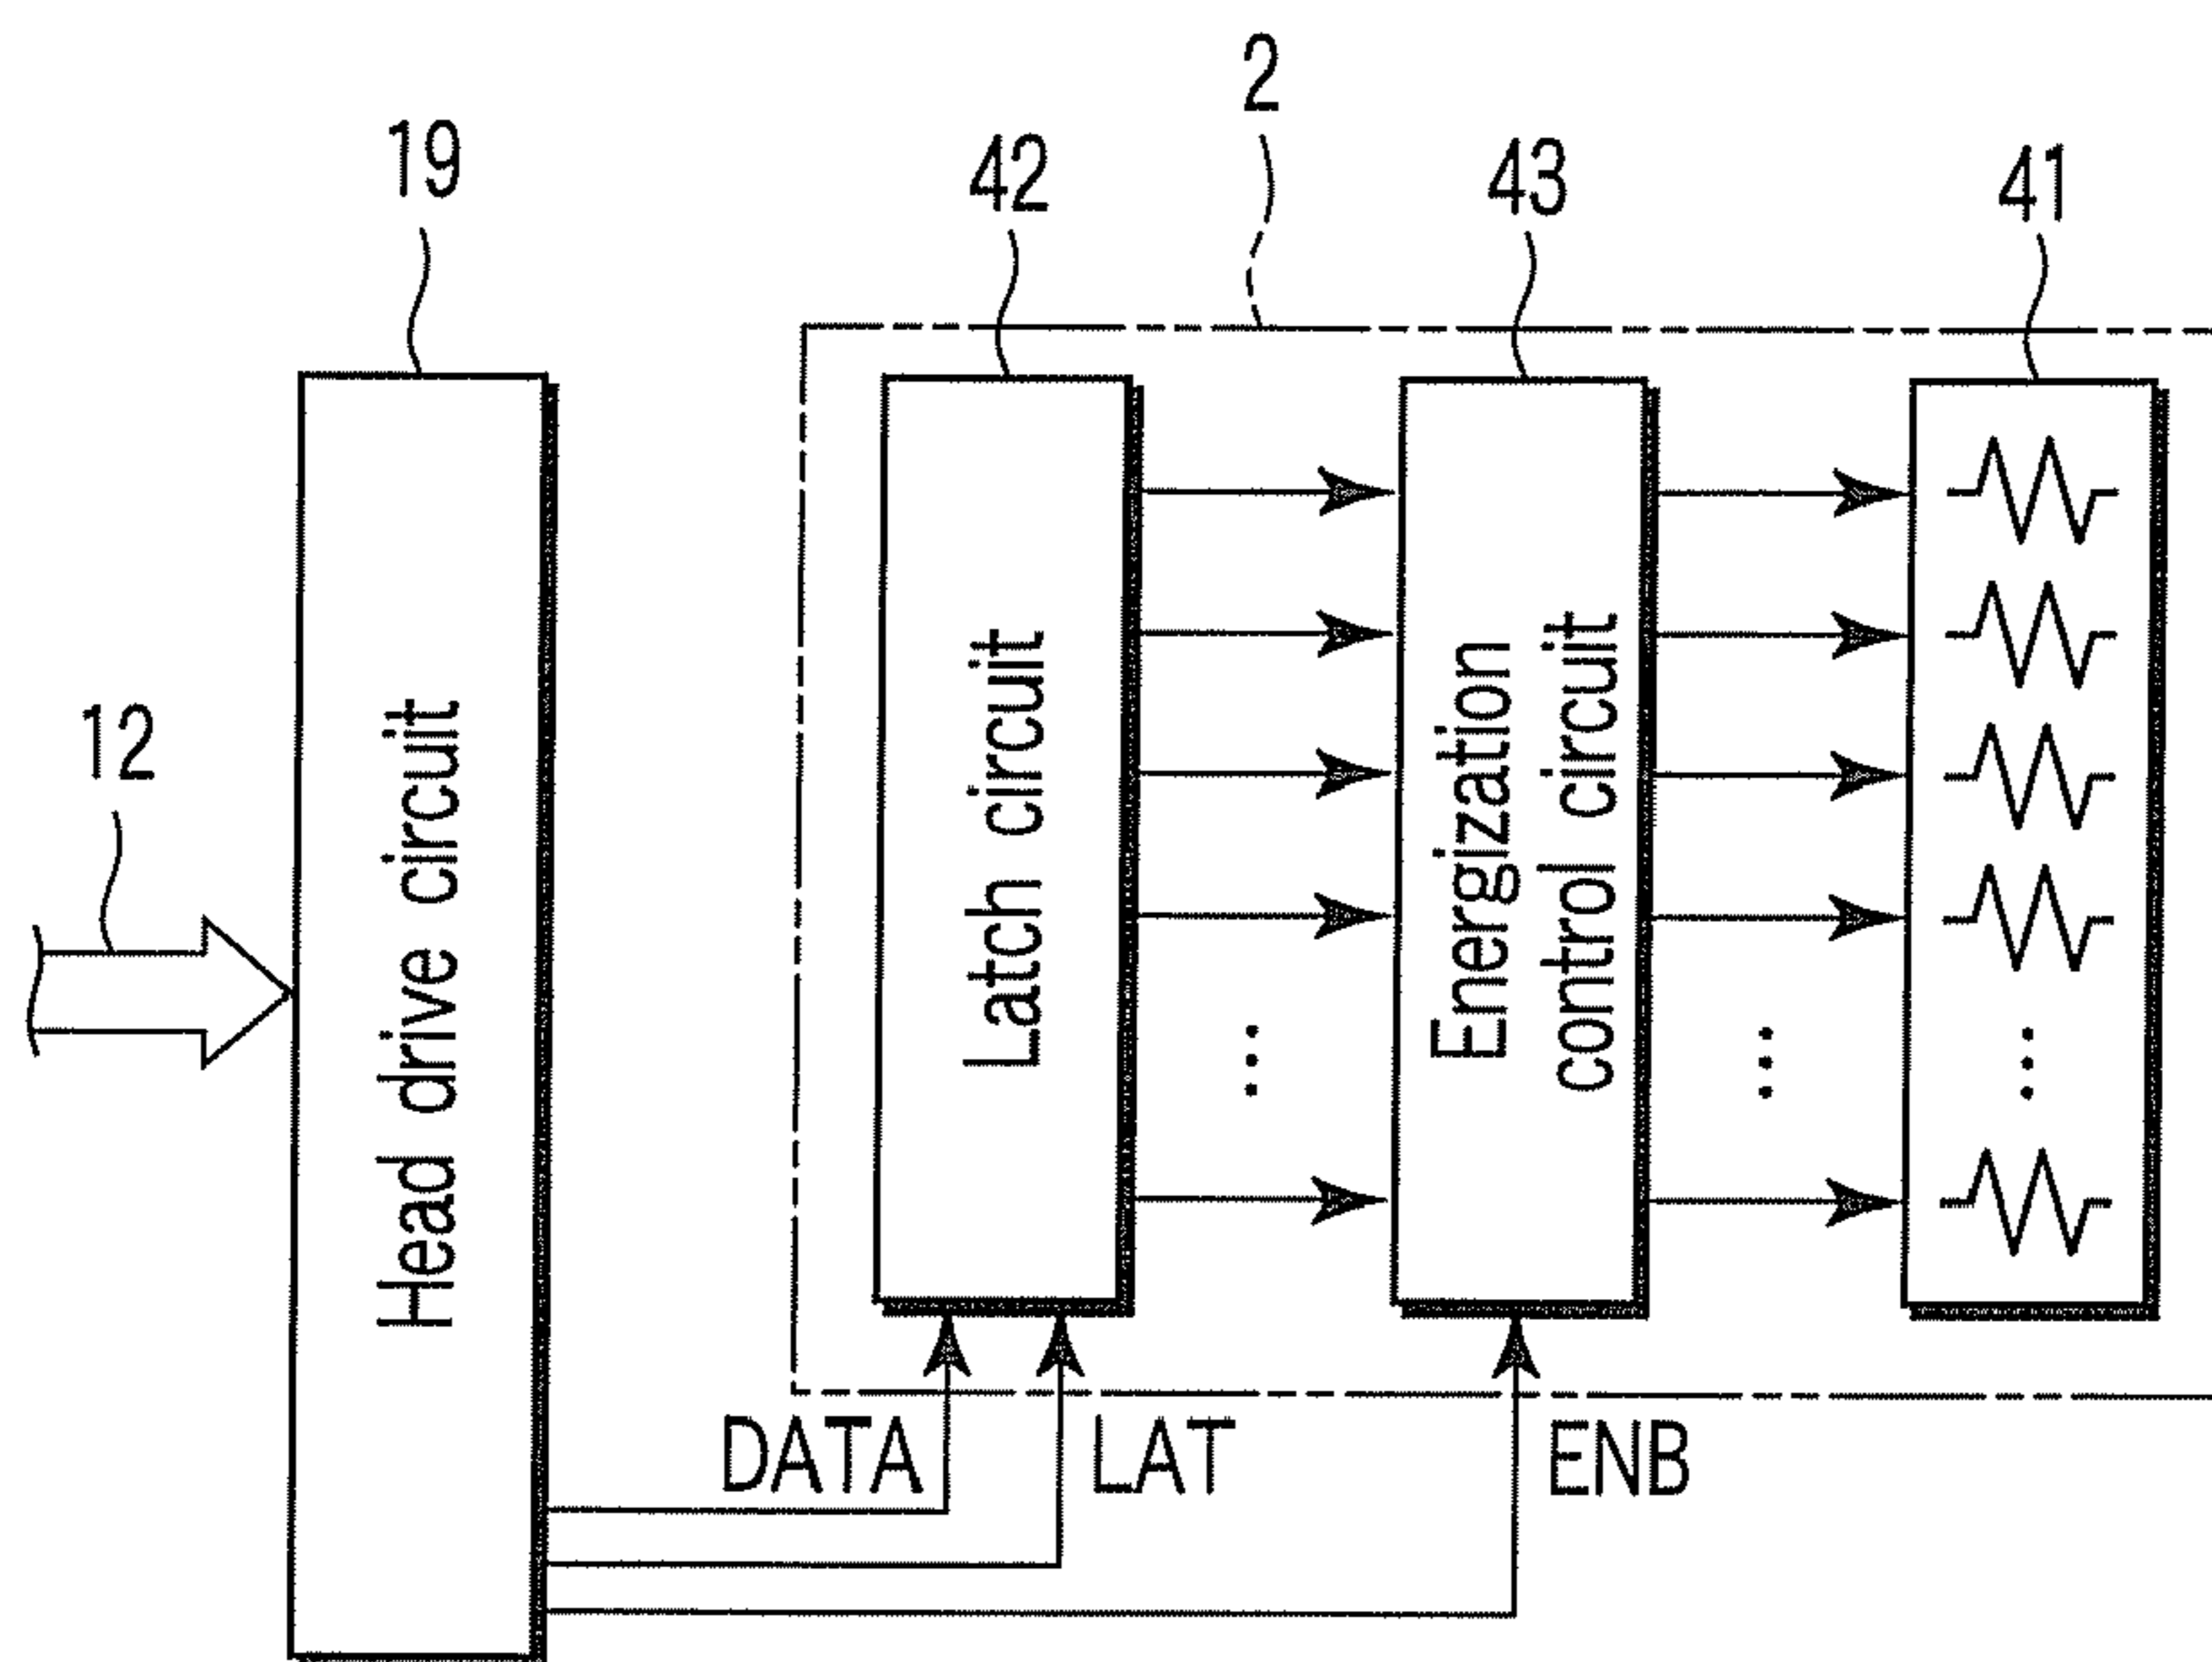 2
19
42
43
41
12
Head drive circuit
Latch circuit
Energization
control circuit
DATA
LAT
ENB